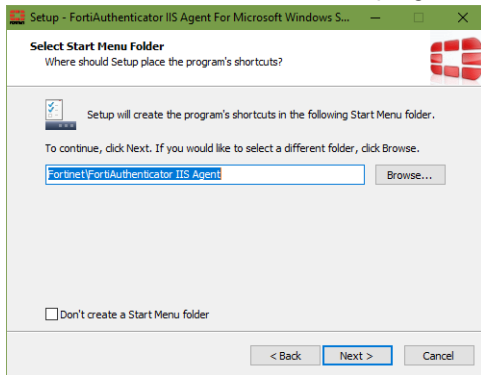 Setup - FortiAuthenticator IIS Agent For Microsoft Windows S...
Select Start Menu Folder
Where should Setup place the program's shortcuts?
Setup will create the program's shortcuts in the following Start Menu folder.
To continue, click Next. If you would like to select a different folder, click Browse.
Fortinet\FortiAuthenticator IIS Agent
Browse...
Don't create a Start Menu folder
< Back
Next >
Cancel